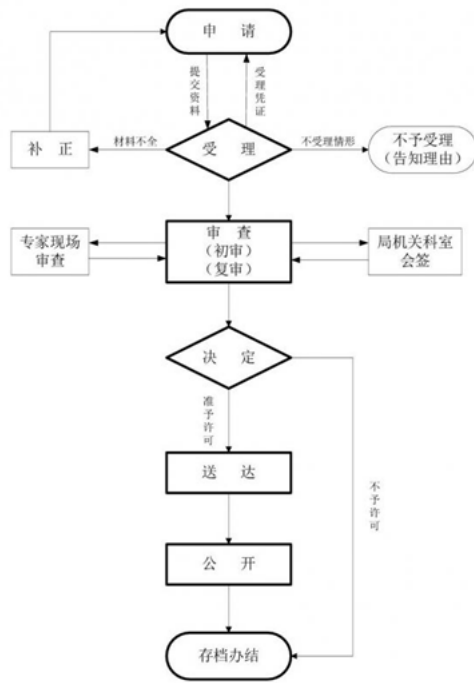 申 请
提交资料
受理凭证
补 正
材料不全
受 理
不受理情形
不予受理
（告知理由）
专家现场
审查
审 查
（初审）
（复审）
局机关科室
会签
决 定
准予许可
不予许可
送 达
公 开
存档办结